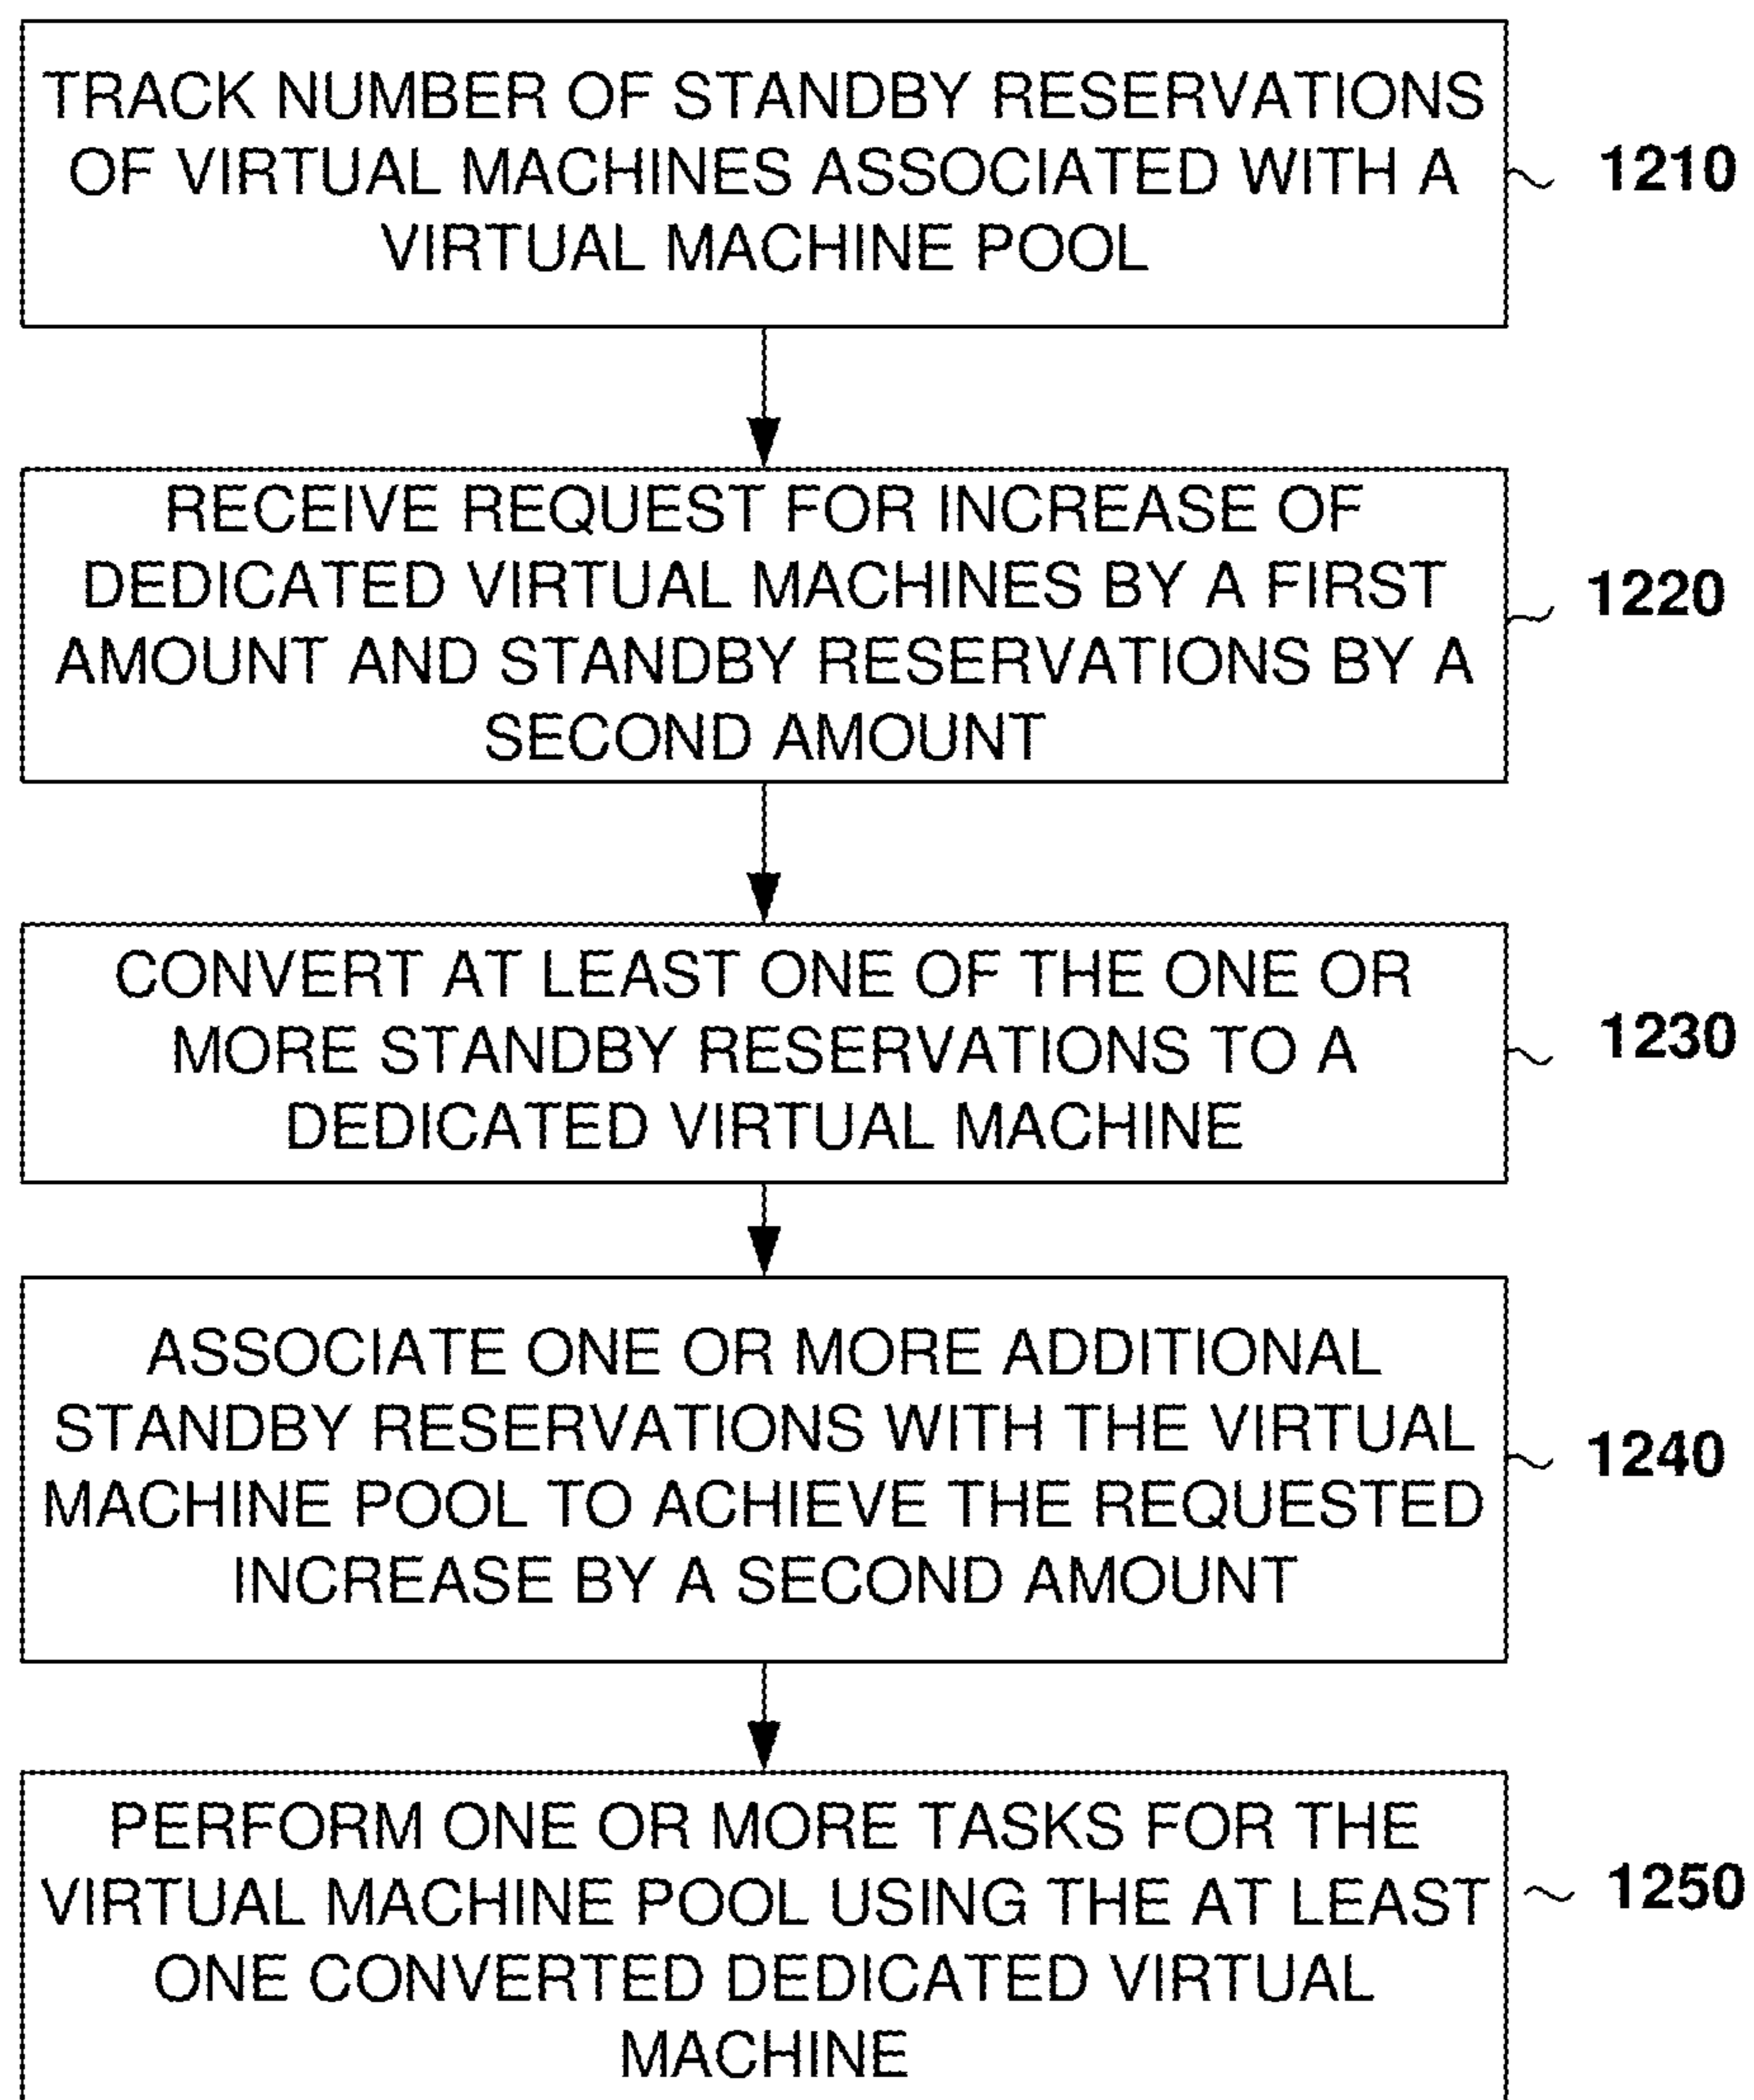 TRACK NUMBER OF STANDBY RESERVATIONS
OF VIRTUAL MACHINES ASSOCIATED WITH A
VIRTUAL MACHINE POOL
1210
RECEIVE REQUEST FOR INCREASE OF
DEDICATED VIRTUAL MACHINES BY A FIRST
AMOUNT AND STANDBY RESERVATIONS BY A
SECOND AMOUNT
1220
CONVERT AT LEAST ONE OF THE ONE OR
MORE STANDBY RESERVATIONS TO A
DEDICATED VIRTUAL MACHINE
1230
ASSOCIATE ONE OR MORE ADDITIONAL
STANDBY RESERVATIONS WITH THE VIRTUAL
MACHINE POOL TO ACHIEVE THE REQUESTED
INCREASE BY A SECOND AMOUNT
1240
PERFORM ONE OR MORE TASKS FOR THE
VIRTUAL MACHINE POOL USING THE AT LEAST
ONE CONVERTED DEDICATED VIRTUAL
MACHINE
1250